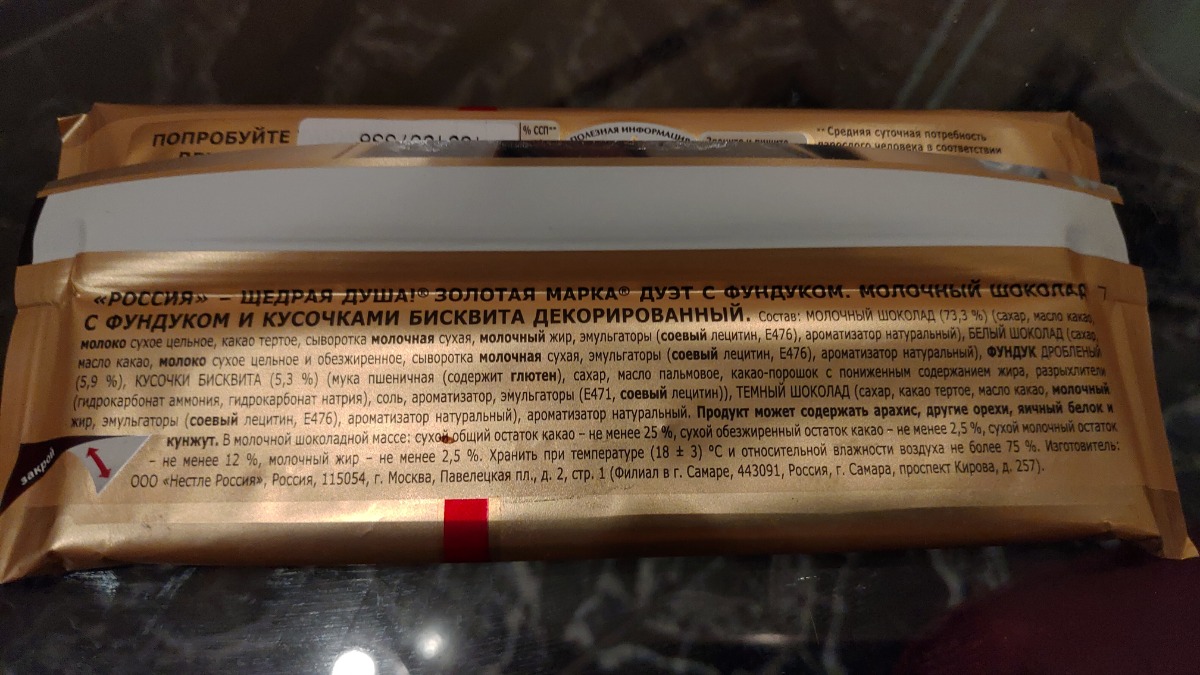 ПОПРОБУЙТЕ
% ССП**
ПОЛЕЗНАЯ ИНФОРМАЦИЯ
** Средняя суточная потребность
взрослого человека в соответствии
«РОССИЯ» – ЩЕДРАЯ ДУША!® ЗОЛОТАЯ МАРКА® ДУЭТ С ФУНДУКОМ. МОЛОЧНЫЙ ШОКОЛАД
С ФУНДУКОМ И КУСОЧКАМИ БИСКВИТА ДЕКОРИРОВАННЫЙ. Состав: МОЛОЧНЫЙ ШОКОЛАД (73,3 %) (сахар, масло какао,
молоко сухое цельное, какао тертое, сыворотка молочная сухая, молочный жир, эмульгаторы (соевый лецитин, Е476), ароматизатор натуральный), БЕЛЫЙ ШОКОЛАД (сахар,
масло какао, молоко сухое цельное и обезжиренное, сыворотка молочная сухая, эмульгаторы (соевый лецитин, Е476), ароматизатор натуральный), ФУНДУК ДРОБЛЕНЫЙ
(5,9 %), КУСОЧКИ БИСКВИТА (5,3 %) (мука пшеничная (содержит глютен), сахар, масло пальмовое, какао-порошок с пониженным содержанием жира, разрыхлители
(гидрокарбонат аммония, гидрокарбонат натрия), соль, ароматизатор, эмульгаторы (Е471, соевый лецитин)), ТЕМНЫЙ ШОКОЛАД (сахар, какао тертое, масло какао, молочный
жир, эмульгаторы (соевый лецитин, Е476), ароматизатор натуральный), ароматизатор натуральный. Продукт может содержать арахис, другие орехи, яичный белок и
кунжут. В молочной шоколадной массе: сухой общий остаток какао – не менее 25 %, сухой обезжиренный остаток какао – не менее 2,5 %, сухой молочный остаток
– не менее 12 %, молочный жир – не менее 2,5 %. Хранить при температуре (18 ± 3) °С и относительной влажности воздуха не более 75 %. Изготовитель:
ООО «Нестле Россия», Россия, 115054, г. Москва, Павелецкая пл., д. 2, стр. 1 (Филиал в г. Самаре, 443091, Россия, г. Самара, проспект Кирова, д. 257).
закрой